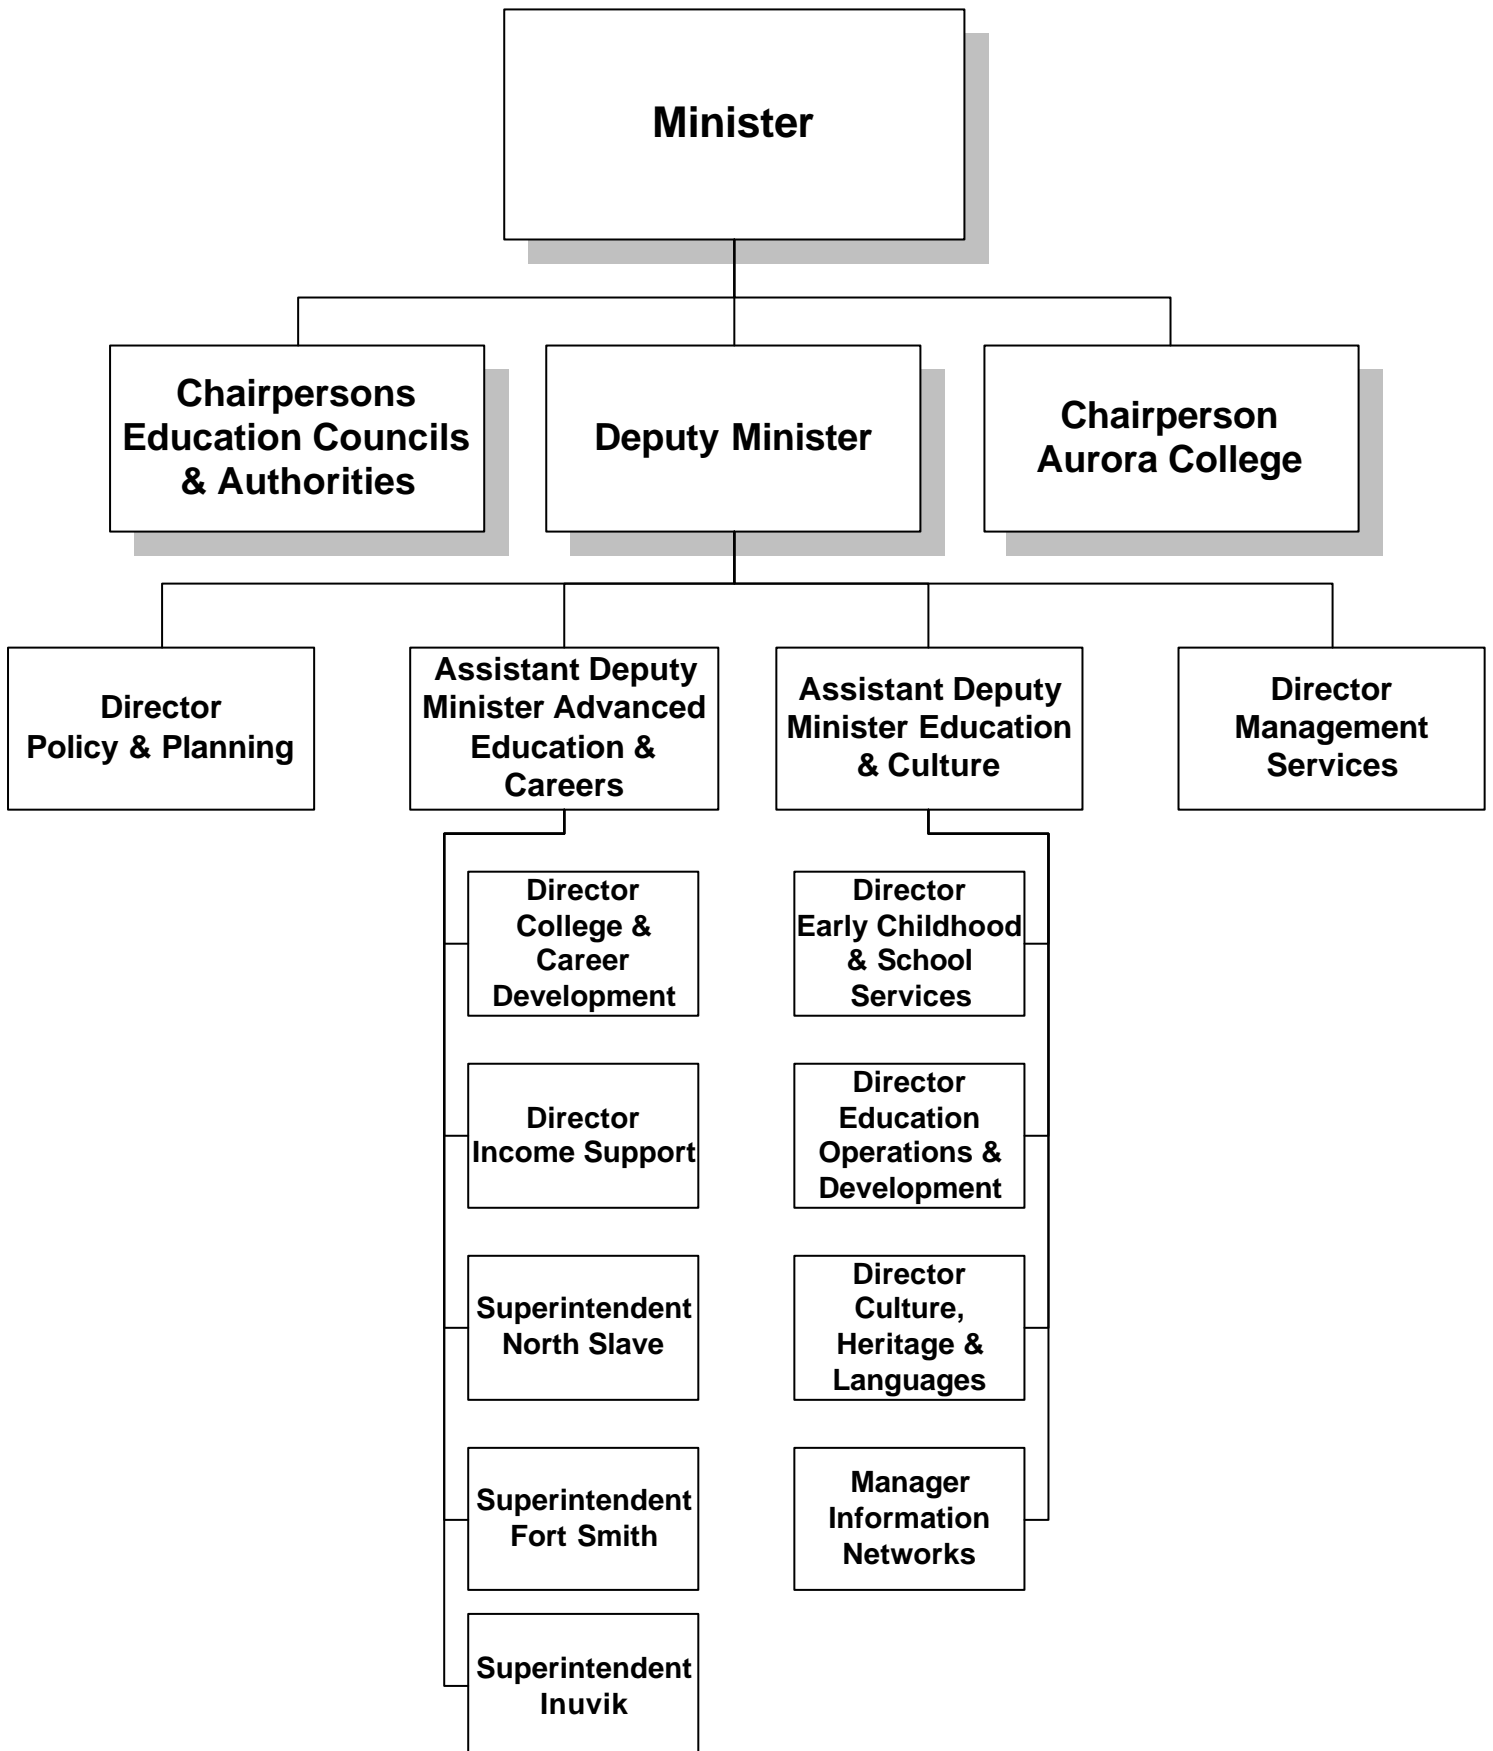 Minister
Chairpersons
Education Councils
& Authorities
Deputy Minister
Chairperson
Aurora College
Director
Policy & Planning
Assistant Deputy
Minister Advanced
Education &
Careers
Assistant Deputy
Minister Education
& Culture
Director
Management
Services
Director
College &
Career
Development
Director
Income Support
Superintendent
North Slave
Superintendent
Fort Smith
Superintendent
Inuvik
Director
Early Childhood
& School
Services
Director
Education
Operations &
Development
Director
Culture,
Heritage &
Languages
Manager
Information
Networks